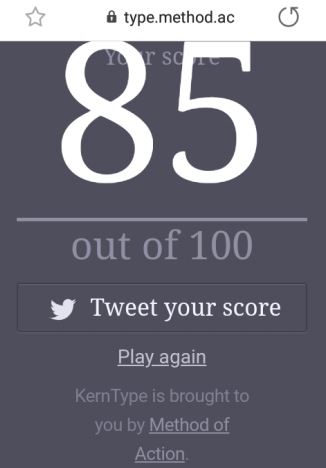 type.method.ac
Your score
85
out of 100
Tweet your score
Play again
KernType is brought to
you by Method of
Action.